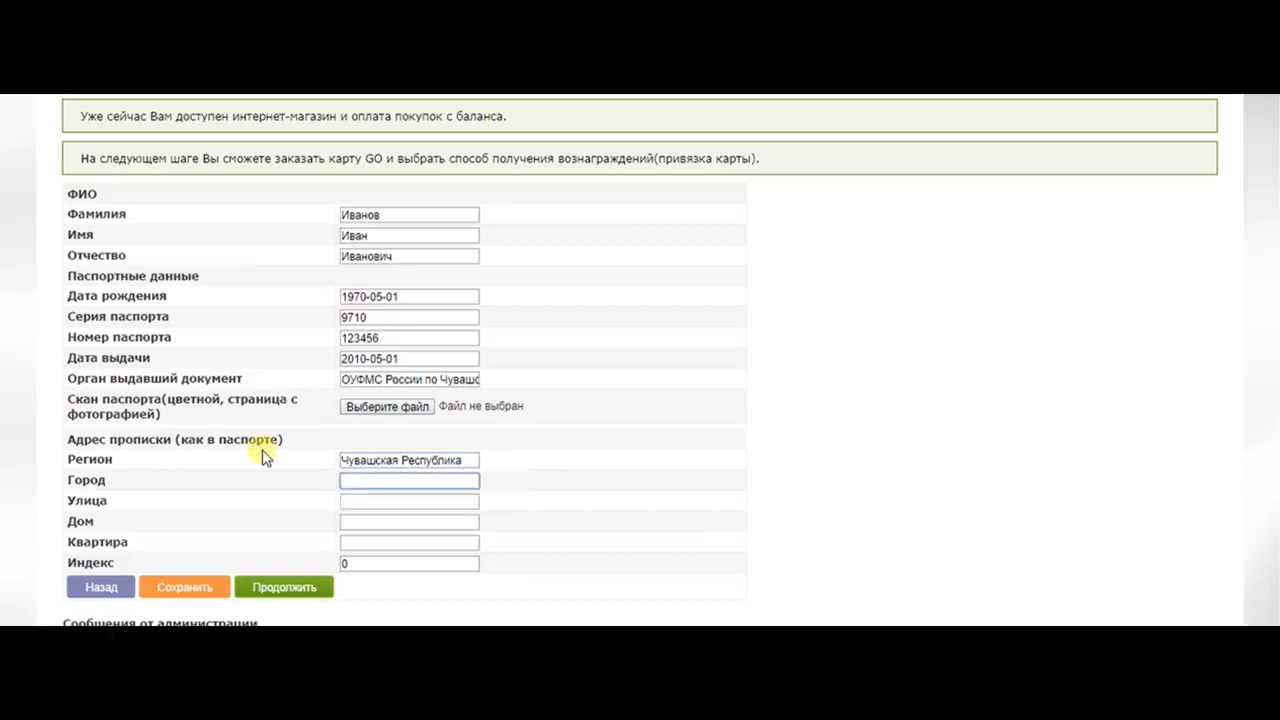 Уже сейчас Вам доступен интернет-магазин и оплата покупок с баланса.
На следующем шаге Вы сможете заказать карту GO и выбрать способ получения вознаграждений(привязка карты).
ФИО
Фамилия Иванов
Имя Иван
Отчество Иванович
Паспортные данные
Дата рождения 1970-05-01
Серия паспорта 9710
Номер паспорта 123456
Дата выдачи 2010-05-01
Орган выдавший документ ОУФМС России по Чувашс
Скан паспорта(цветной, страница с
фотографией) Выберите файл Файл не выбран
Адрес прописки (как в паспорте)
Регион Чувашская Республика
Город
Улица
Дом
Квартира
Индекс 0
Назад Сохранить Продолжить
Сообщения от администрации